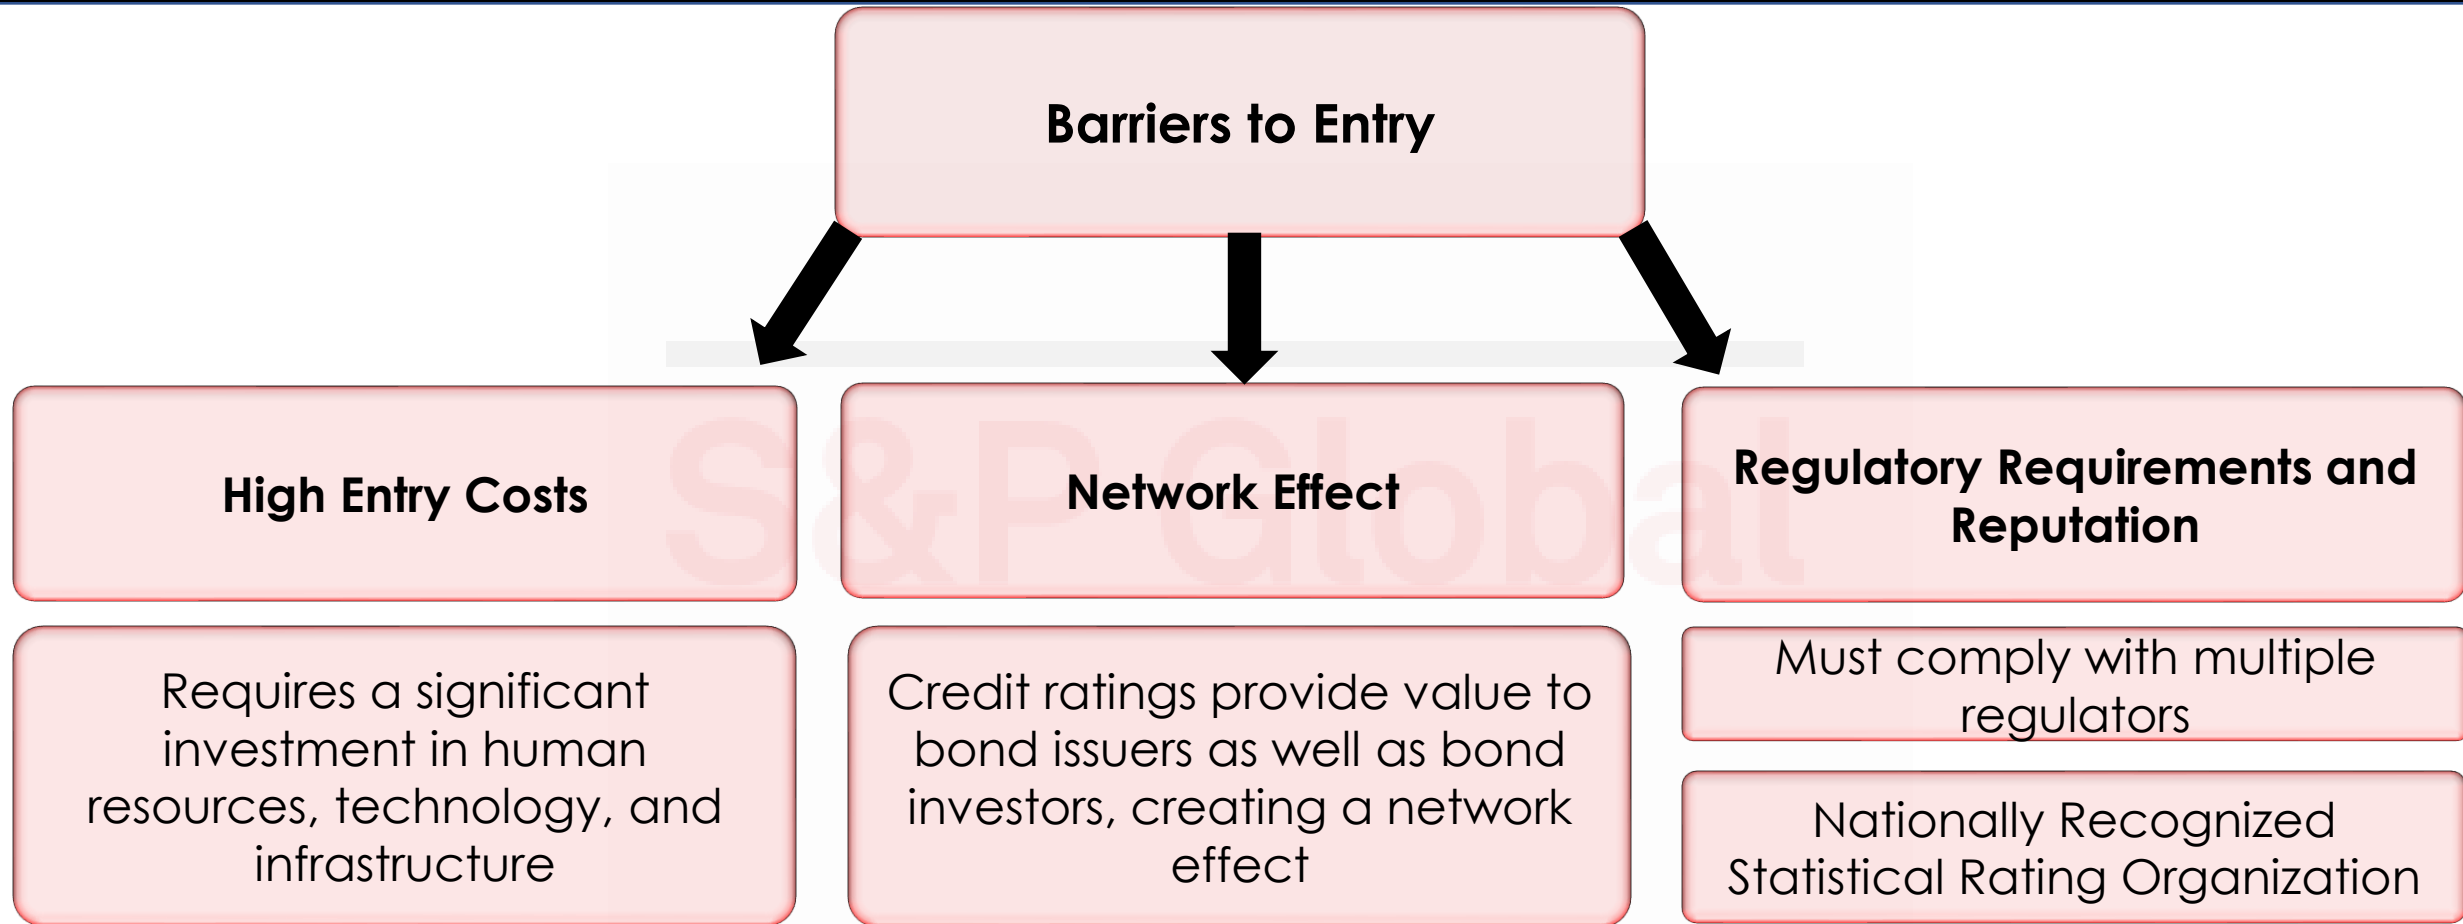 Barriers to Entry
High Entry Costs
Requires a significant
investment in human
resources, technology, and
infrastructure
Network Effect
Credit ratings provide value to
bond issuers as well as bond
investors, creating a network
effect
Regulatory Requirements and
Reputation
Must comply with multiple
regulators
Nationally Recognized
Statistical Rating Organization
S&P Global